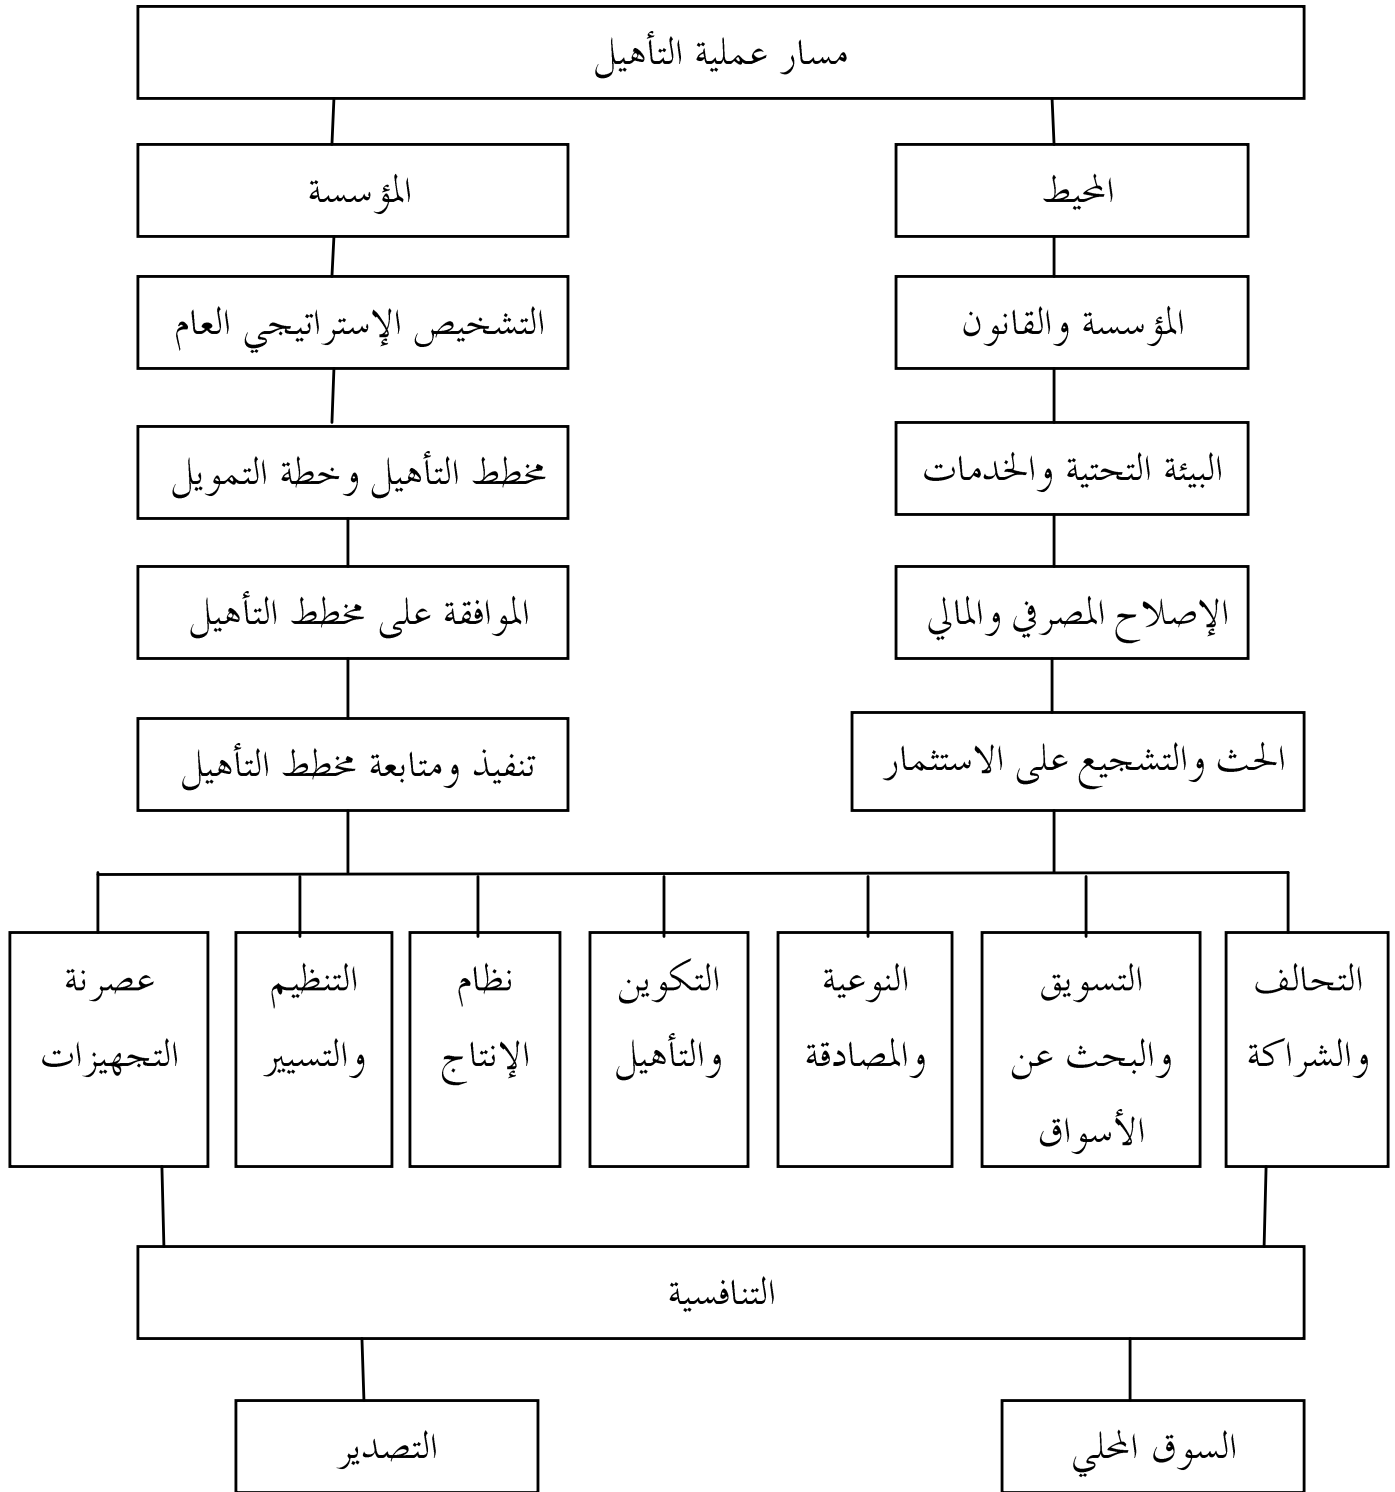 مسار عملية التأهيل
المحيط
المؤسسة
المؤسسة والقانون
التشخيص الإستراتيجي العام
البيئة التحتية والخدمات
مخطط التأهيل وخطة التمويل
الإصلاح المصرفي والمالي
الموافقة على مخطط التأهيل
الحث والتشجيع على الاستثمار
تنفيذ ومتابعة مخطط التأهيل
التحالف
والشراكة
التسويق
والبحث عن
الأسواق
النوعية
والمصادقة
التكوين
والتأهيل
نظام
الإنتاج
التنظيم
والتسيير
عصرنة
التجهيزات
التنافسية
السوق المحلي
التصدير